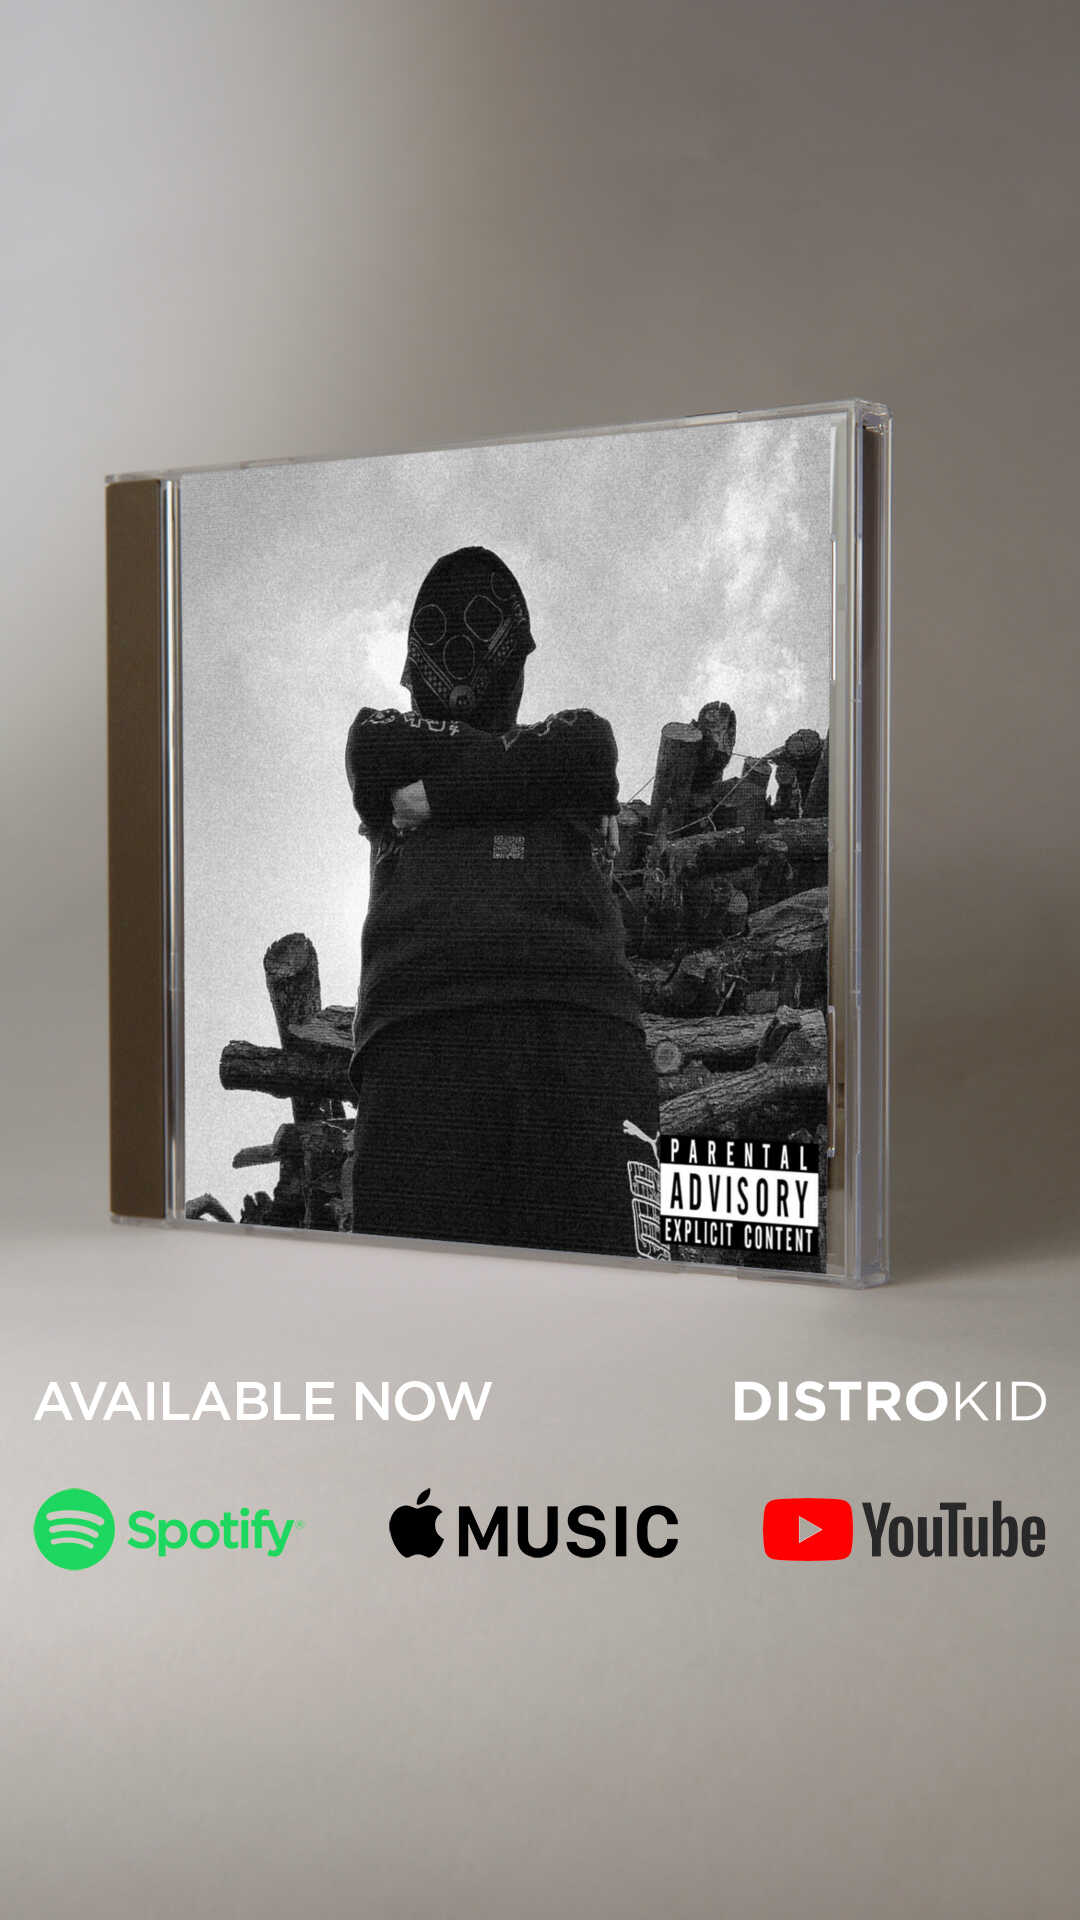 PARENTAL
ADVISORY
EXPLICIT CONTENT
AVAILABLE NOW
DISTROKID
Spotify®
MUSIC
YouTube